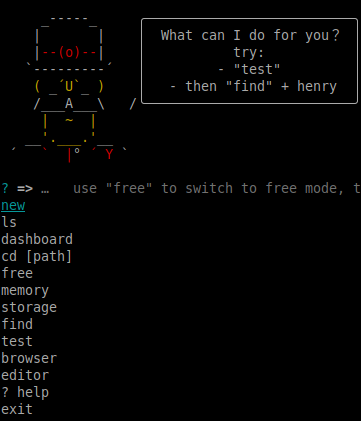 What can I do for you?
try:
- "test"
- then "find" + henry
? => … use "free" to switch to free mode, t
new
ls
dashboard
cd [path]
free
memory
storage
find
test
browser
editor
? help
exit